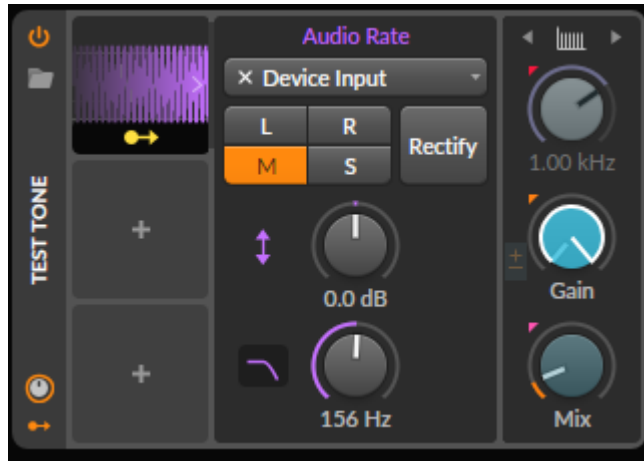 TEST TONE
Audio Rate
× Device Input
L R
M S
Rectify
0.0 dB
156 Hz
1.00 kHz
Gain
Mix